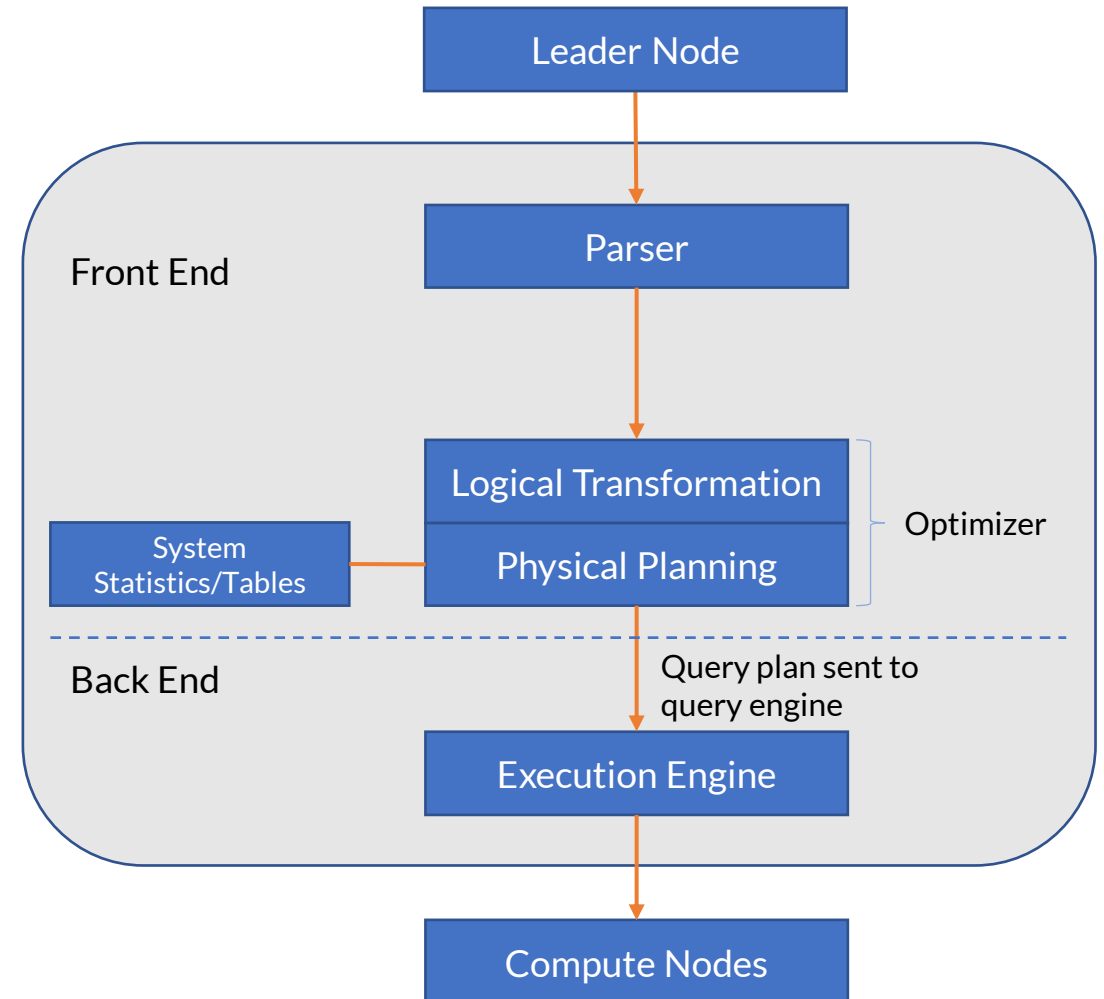 Leader Node
Parser
Front End
Logical Transformation
Optimizer
System
Statistics/Tables
Physical Planning
Query plan sent to
query engine
Back End
Execution Engine
Compute Nodes